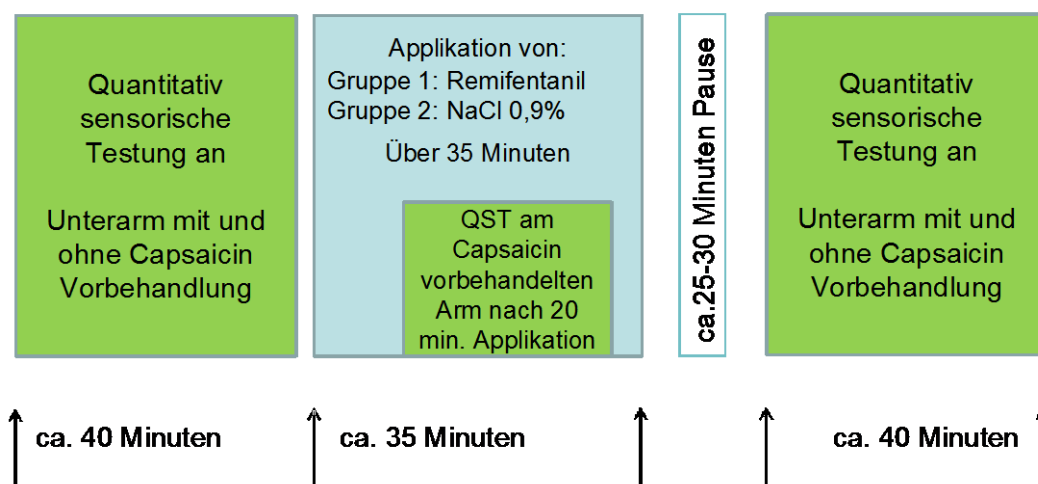 Quantitativ
sensorische
Testung an
Unterarm mit und
ohne Capsaicin
Vorbehandlung
Applikation von:
Gruppe 1: Remifentanil
Gruppe 2: NaCl 0,9%
Über 35 Minuten
QST am
Capsaicin
vorbehandelten
Arm nach 20
min. Applikation
ca.25-30 Minuten Pause
Quantitativ
sensorische
Testung an
Unterarm mit und
ohne Capsaicin
Vorbehandlung
ca. 40 Minuten
ca. 35 Minuten
ca. 40 Minuten